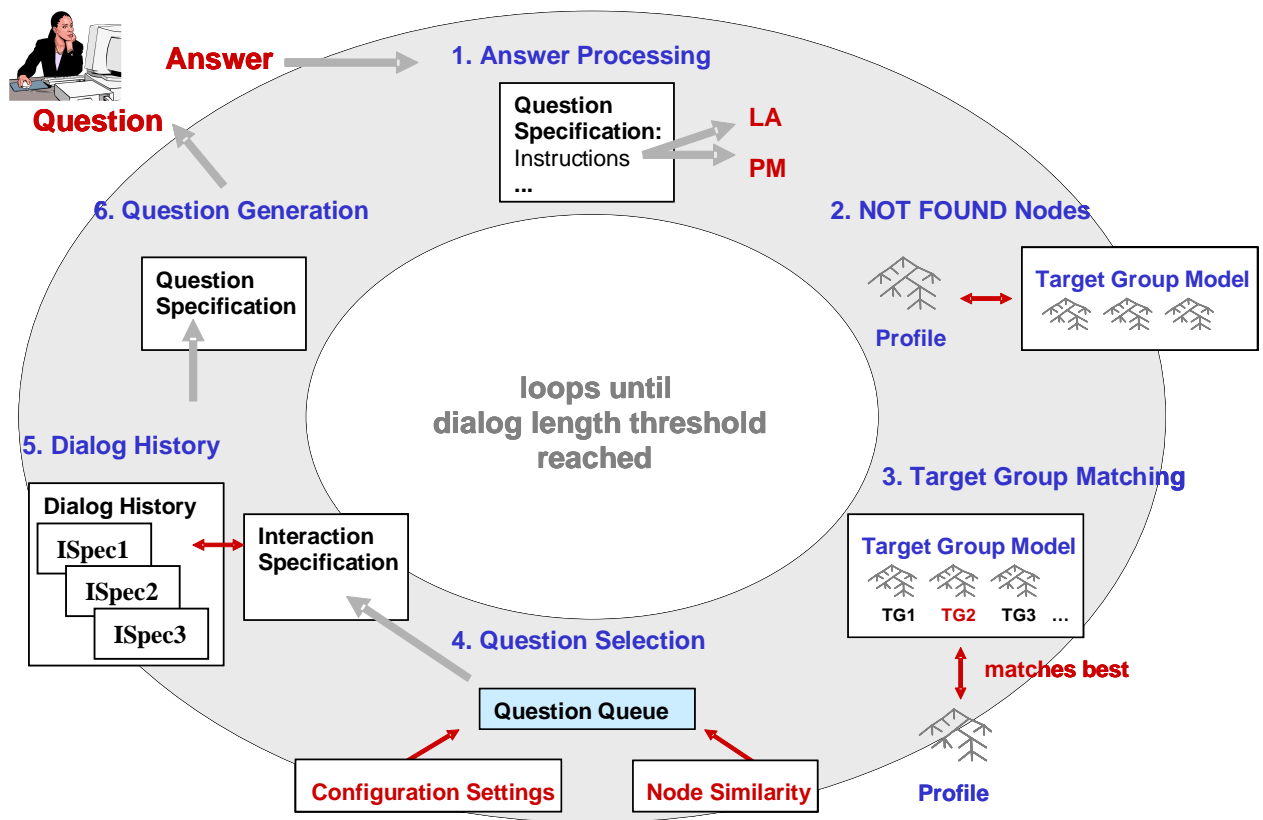 Answer
Question
1. Answer Processing
Question
Specification:
Instructions
...
LA
PM
2. NOT FOUND Nodes
Profile
Target Group Model
3. Target Group Matching
Target Group Model
TG1 TG2 TG3 ...
matches best
Profile
4. Question Selection
Question Queue
Configuration Settings
Node Similarity
5. Dialog History
Dialog History
ISpec1
ISpec2
ISpec3
Interaction
Specification
6. Question Generation
Question
Specification
loops until
dialog length threshold
reached